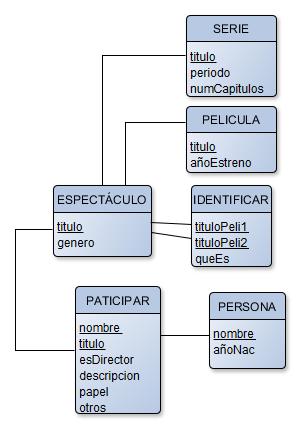 SERIE
titulo
periodo
numCapitulos
PELICULA
titulo
añoEstreno
ESPECTÁCULO
titulo
genero
IDENTIFICAR
tituloPeli1
tituloPeli2
queEs
PATICIPAR
nombre
titulo
esDirector
descripcion
papel
otros
PERSONA
nombre
añoNac